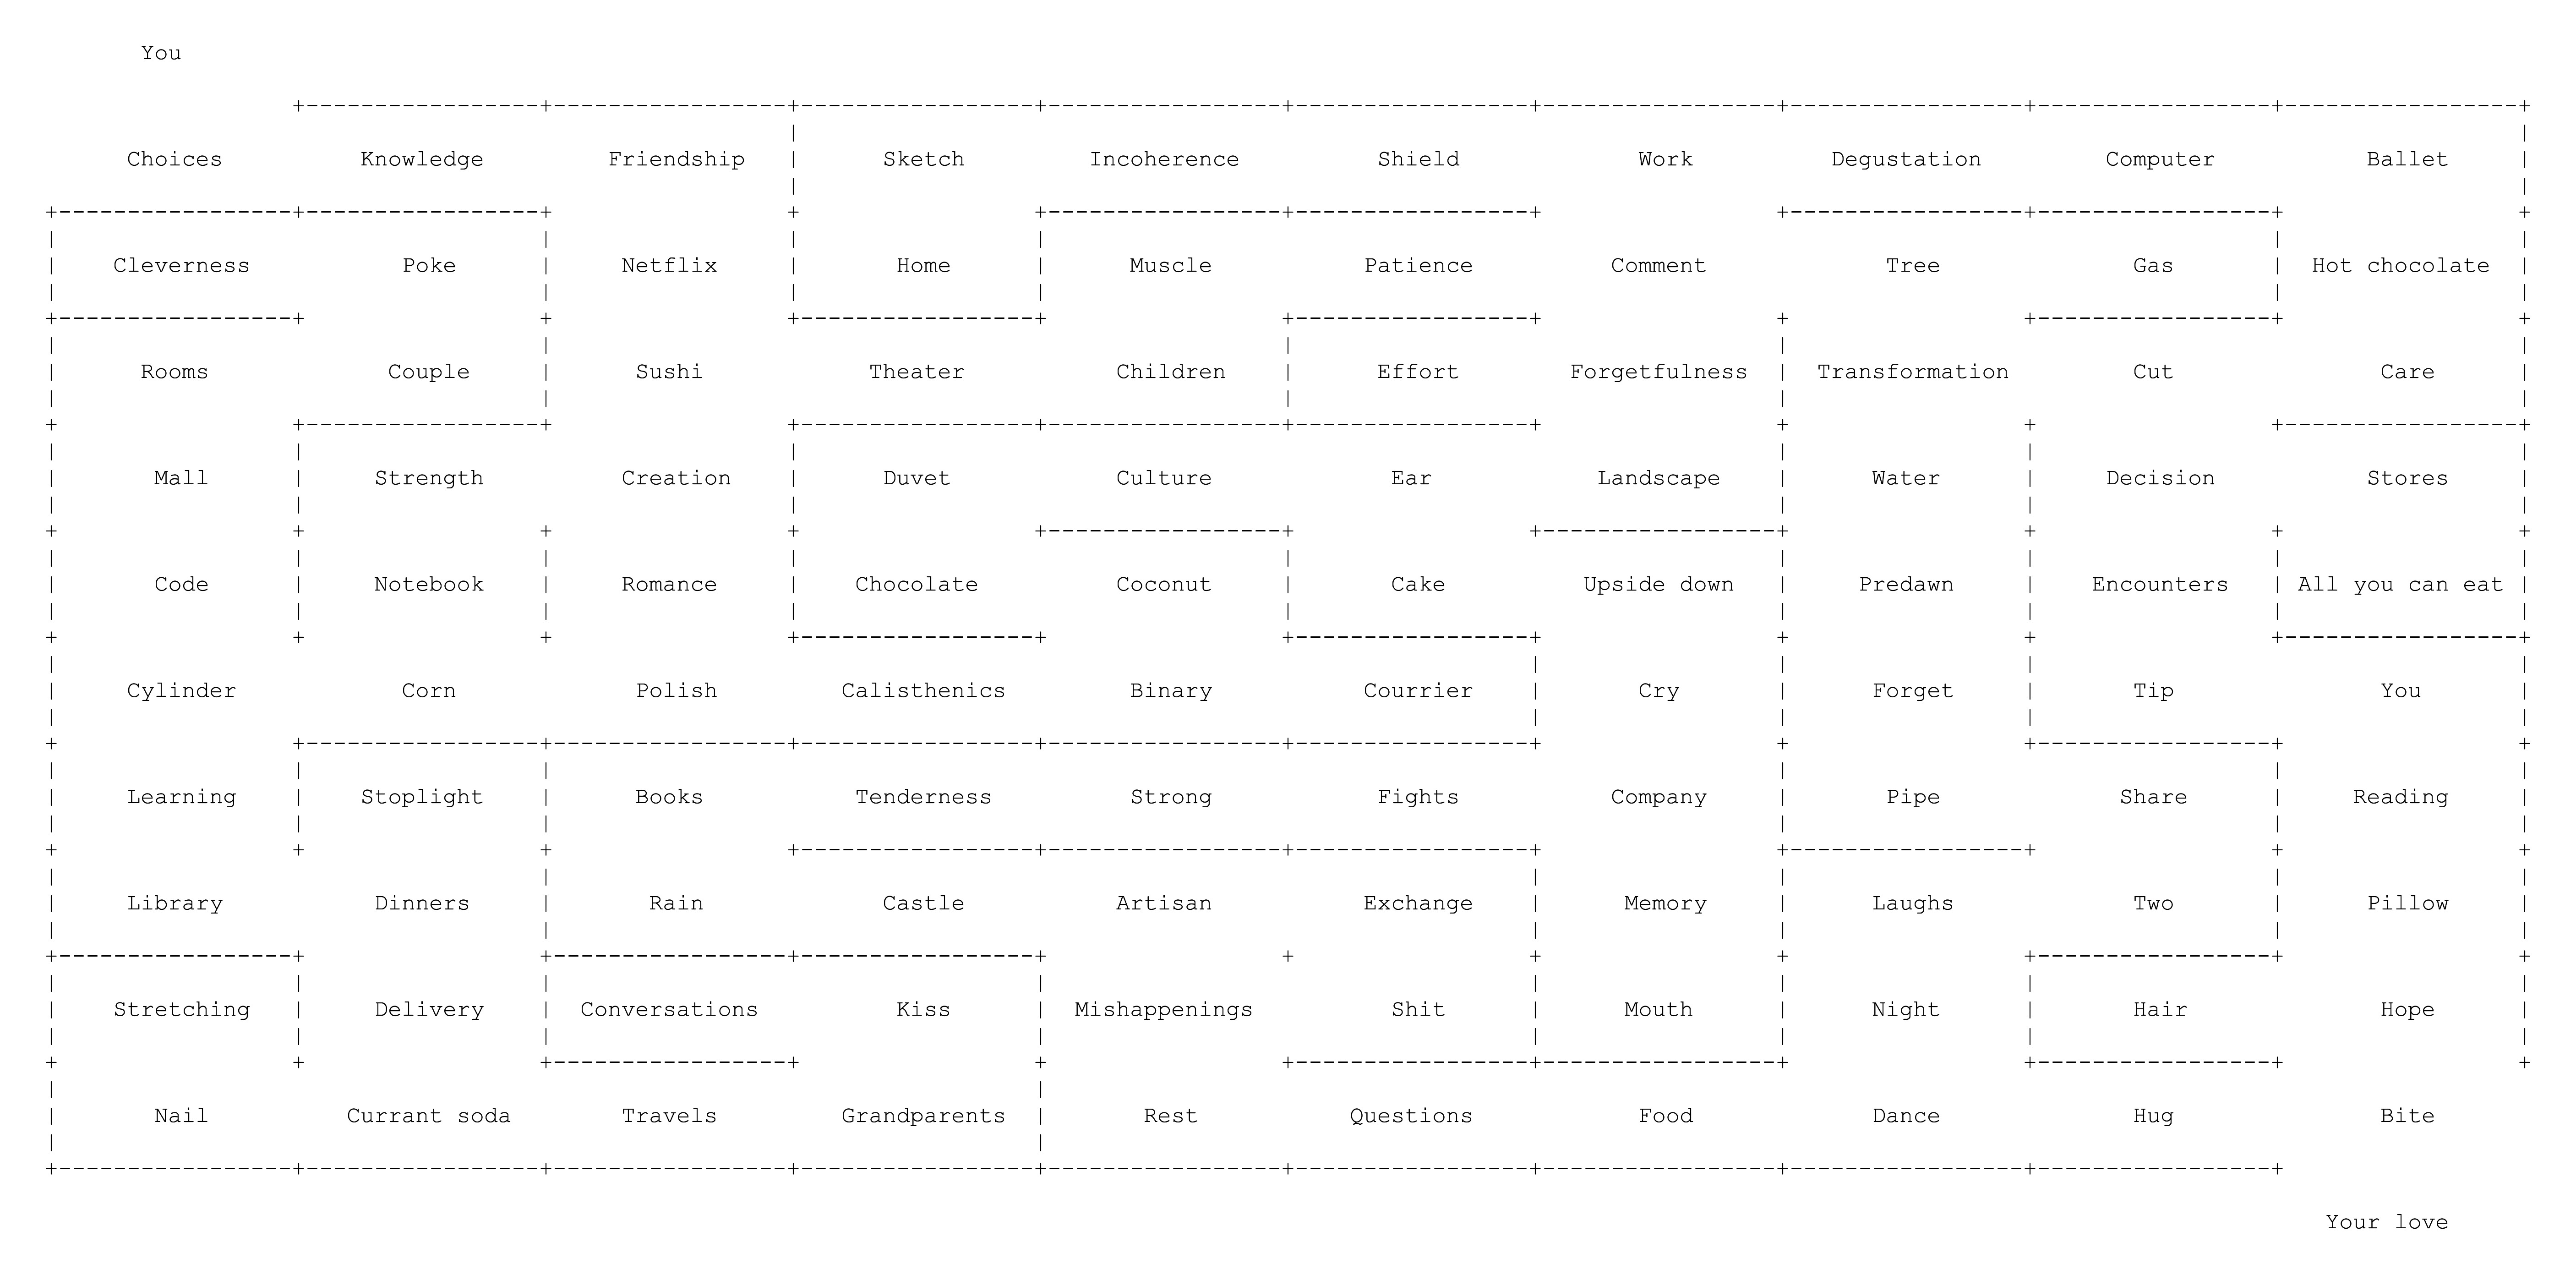 You
Choices Knowledge Friendship Sketch Incoherence Shield Work Degustation Computer Ballet
Cleverness Poke Netflix Home Muscle Patience Comment Tree Gas Hot chocolate
Rooms Couple Sushi Theater Children Effort Forgetfulness Transformation Cut Care
Mall Strength Creation Duvet Culture Ear Landscape Water Decision Stores
Code Notebook Romance Chocolate Coconut Cake Upside down Predawn Encounters All you can eat
Cylinder Corn Polish Calisthenics Binary Courrier Cry Forget Tip You
Learning Stoplight Books Tenderness Strong Fights Company Pipe Share Reading
Library Dinners Rain Castle Artisan Exchange Memory Laughs Two Pillow
Stretching Delivery Conversations Kiss Mishappenings Shit Mouth Night Hair Hope
Nail Currant soda Travels Grandparents Rest Questions Food Dance Hug Bite
Your love